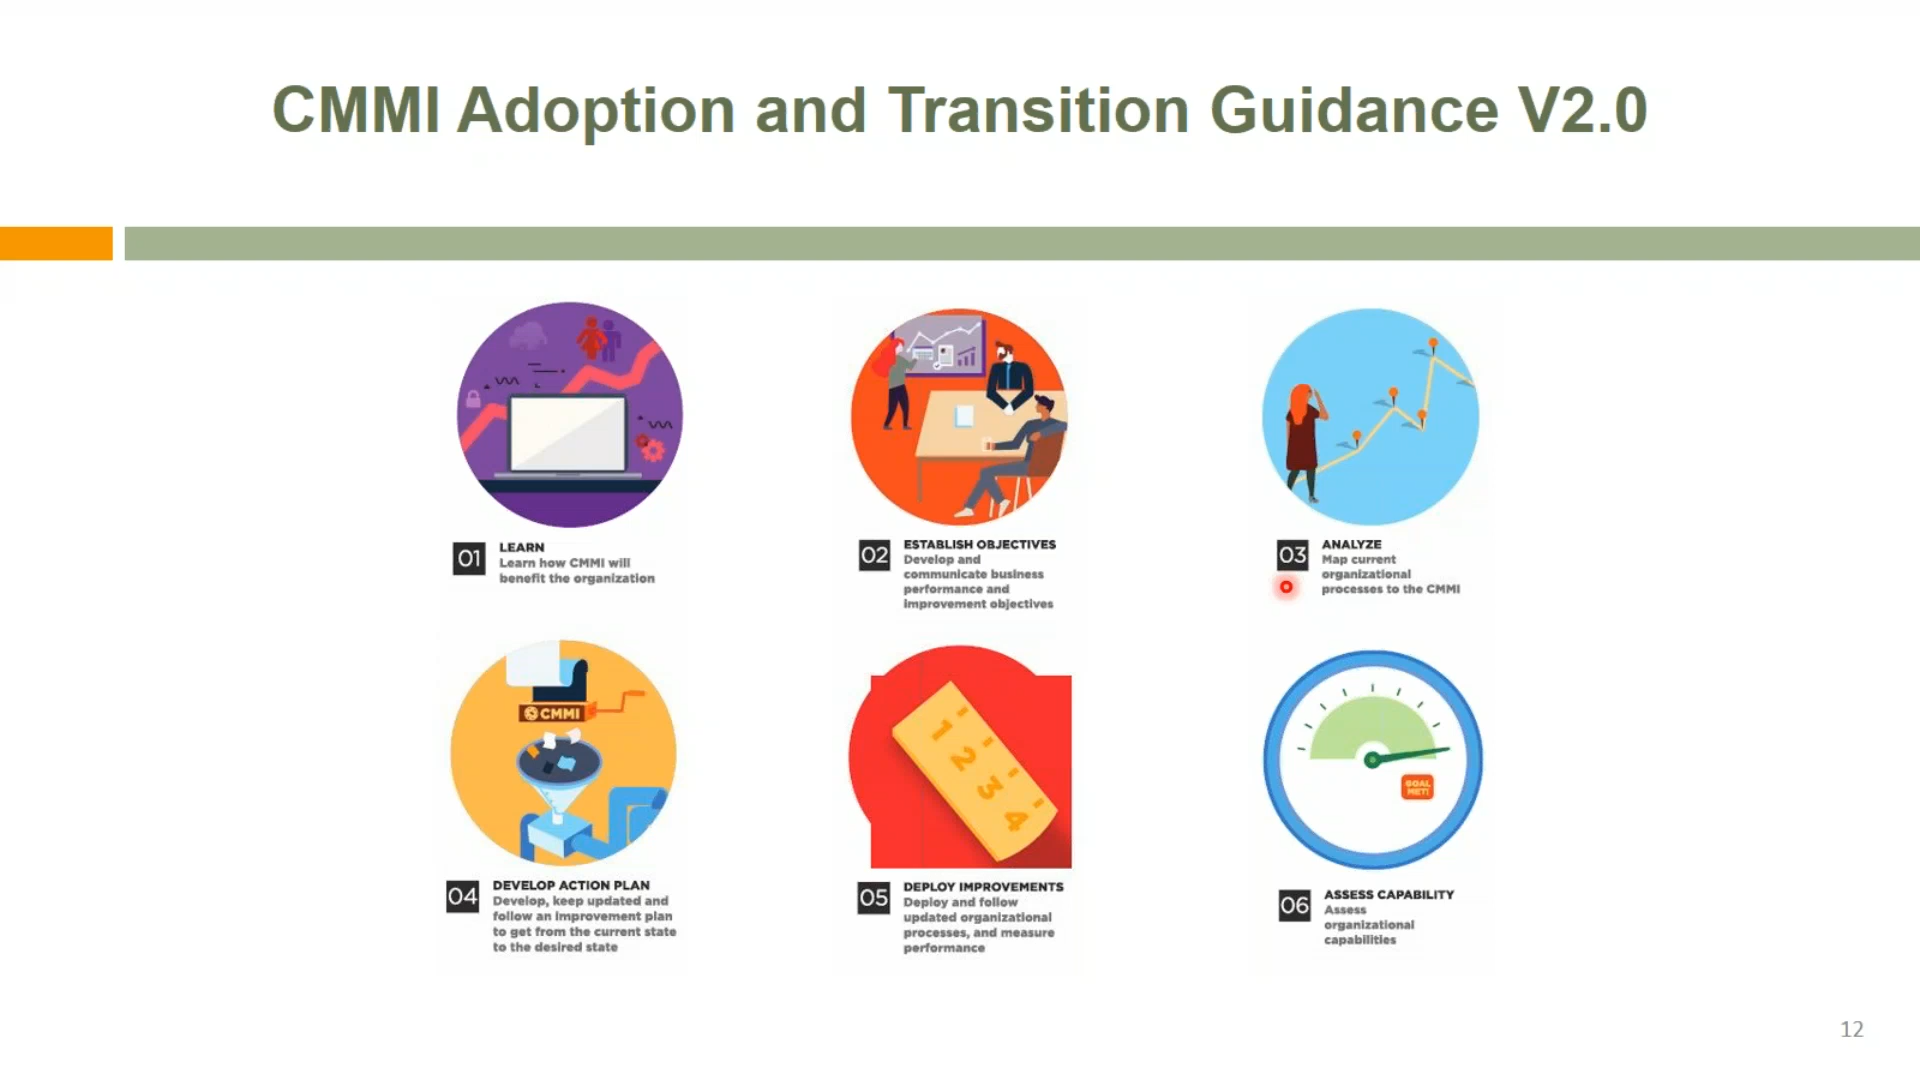 CMMI Adoption and Transition Guidance V2.0
01
LEARN
Learn how CMMI will
benefit the organization
02
ESTABLISH OBJECTIVES
Develop and
communicate business
performance and
improvement objectives
03
ANALYZE
Map current
organizational
processes to the CMMI
CMMI
04
DEVELOP ACTION PLAN
Develop, keep updated and
follow an improvement plan
to get from the current state
to the desired state
1
2
3
4
05
DEPLOY IMPROVEMENTS
Deploy and follow
updated organizational
processes, and measure
performance
GOAL
MET!
06
ASSESS CAPABILITY
Assess
organizational
capabilities
12